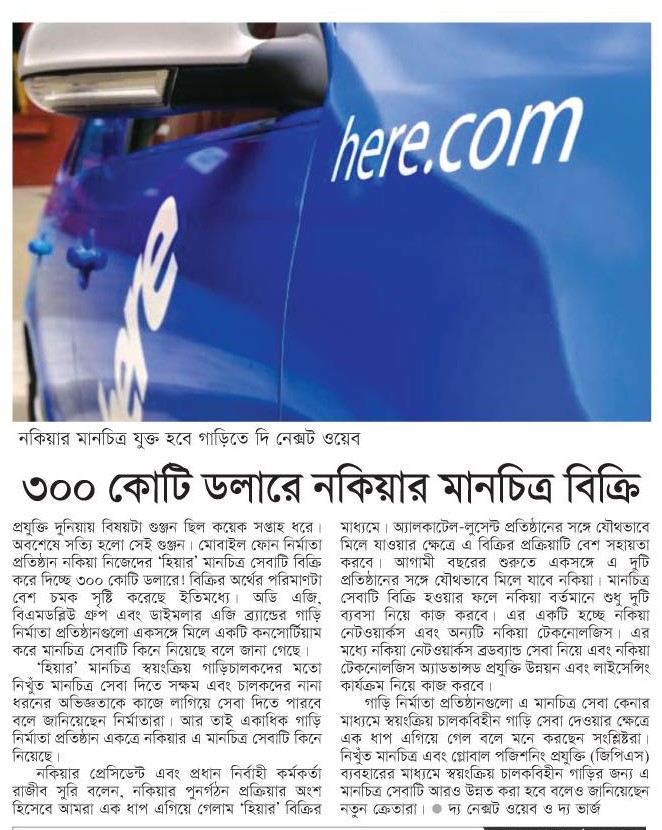 here.com
here
নকিয়ার মানচিত্র যুক্ত হবে গাড়িতে দি নেক্সট ওয়েব
৩০০ কোটি ডলারে নকিয়ার মানচিত্র বিক্রি
প্রযুক্তি দুনিয়ায় বিষয়টা গুঞ্জন ছিল কয়েক সপ্তাহ ধরে।
অবশেষে সত্যি হলো সেই গুঞ্জন। মোবাইল ফোন নির্মাতা
প্রতিষ্ঠান নকিয়া নিজেদের ‘হিয়ার’ মানচিত্র সেবাটি বিক্রি
করে দিচ্ছে ৩০০ কোটি ডলারে! বিক্রির অর্থের পরিমাণটা
বেশ চমক সৃষ্টি করেছে ইতিমধ্যে। অডি এজি,
বিএমডব্লিউ গ্রুপ এবং ডাইমলার এজি ব্র্যান্ডের গাড়ি
নির্মাতা প্রতিষ্ঠানগুলো একসঙ্গে মিলে একটি কনসোর্টিয়াম
করে মানচিত্র সেবাটি কিনে নিয়েছে বলে জানা গেছে।
‘হিয়ার’ মানচিত্র স্বয়ংক্রিয় গাড়িচালকদের মতো
নিখুঁত মানচিত্র সেবা দিতে সক্ষম এবং চালকদের নানা
ধরনের অভিজ্ঞতাকে কাজে লাগিয়ে সেবা দিতে পারবে
বলে জানিয়েছেন নির্মাতারা। আর তাই একাধিক গাড়ি
নির্মাতা প্রতিষ্ঠান একত্রে নকিয়ার এ মানচিত্র সেবাটি কিনে
নিয়েছে।
নকিয়ার প্রেসিডেন্ট এবং প্রধান নির্বাহী কর্মকর্তা
রাজীব সুরি বলেন, নকিয়ার পুনর্গঠন প্রক্রিয়ার অংশ
হিসেবে আমরা এক ধাপ এগিয়ে গেলাম ‘হিয়ার’ বিক্রির
মাধ্যমে। অ্যালকাটেল-লুসেন্ট প্রতিষ্ঠানের সঙ্গে যৌথভাবে
মিলে যাওয়ার ক্ষেত্রে এ বিক্রির প্রক্রিয়াটি বেশ সহায়তা
করবে। আগামী বছরের শুরুতে একসঙ্গে এ দুটি
প্রতিষ্ঠানের সঙ্গে যৌথভাবে মিলে যাবে নকিয়া। মানচিত্র
সেবাটি বিক্রি হওয়ার ফলে নকিয়া বর্তমানে শুধু দুটি
ব্যবসা নিয়ে কাজ করবে। এর একটি হচ্ছে নকিয়া
নেটওয়ার্কস এবং অন্যটি নকিয়া টেকনোলজিস। এর
মধ্যে নকিয়া নেটওয়ার্কস ব্রডব্যান্ড সেবা নিয়ে এবং নকিয়া
টেকনোলজিস অ্যাডভান্সড প্রযুক্তি উন্নয়ন এবং লাইসেন্সিং
কার্যক্রম নিয়ে কাজ করবে।
গাড়ি নির্মাতা প্রতিষ্ঠানগুলো এ মানচিত্র সেবা কেনার
মাধ্যমে স্বয়ংক্রিয় চালকবিহীন গাড়ি সেবা দেওয়ার ক্ষেত্রে
এক ধাপ এগিয়ে গেল বলে মনে করছেন সংশ্লিষ্টরা।
নিখুঁত মানচিত্র এবং গ্লোবাল পজিশনিং প্রযুক্তি (জিপিএস)
ব্যবহারের মাধ্যমে স্বয়ংক্রিয় চালকবিহীন গাড়ির জন্য এ
মানচিত্র সেবাটি আরও উন্নত করা হবে বলেও জানিয়েছেন
নতুন ক্রেতারা। ● দ্য নেক্সট ওয়েব ও দ্য ভার্জ